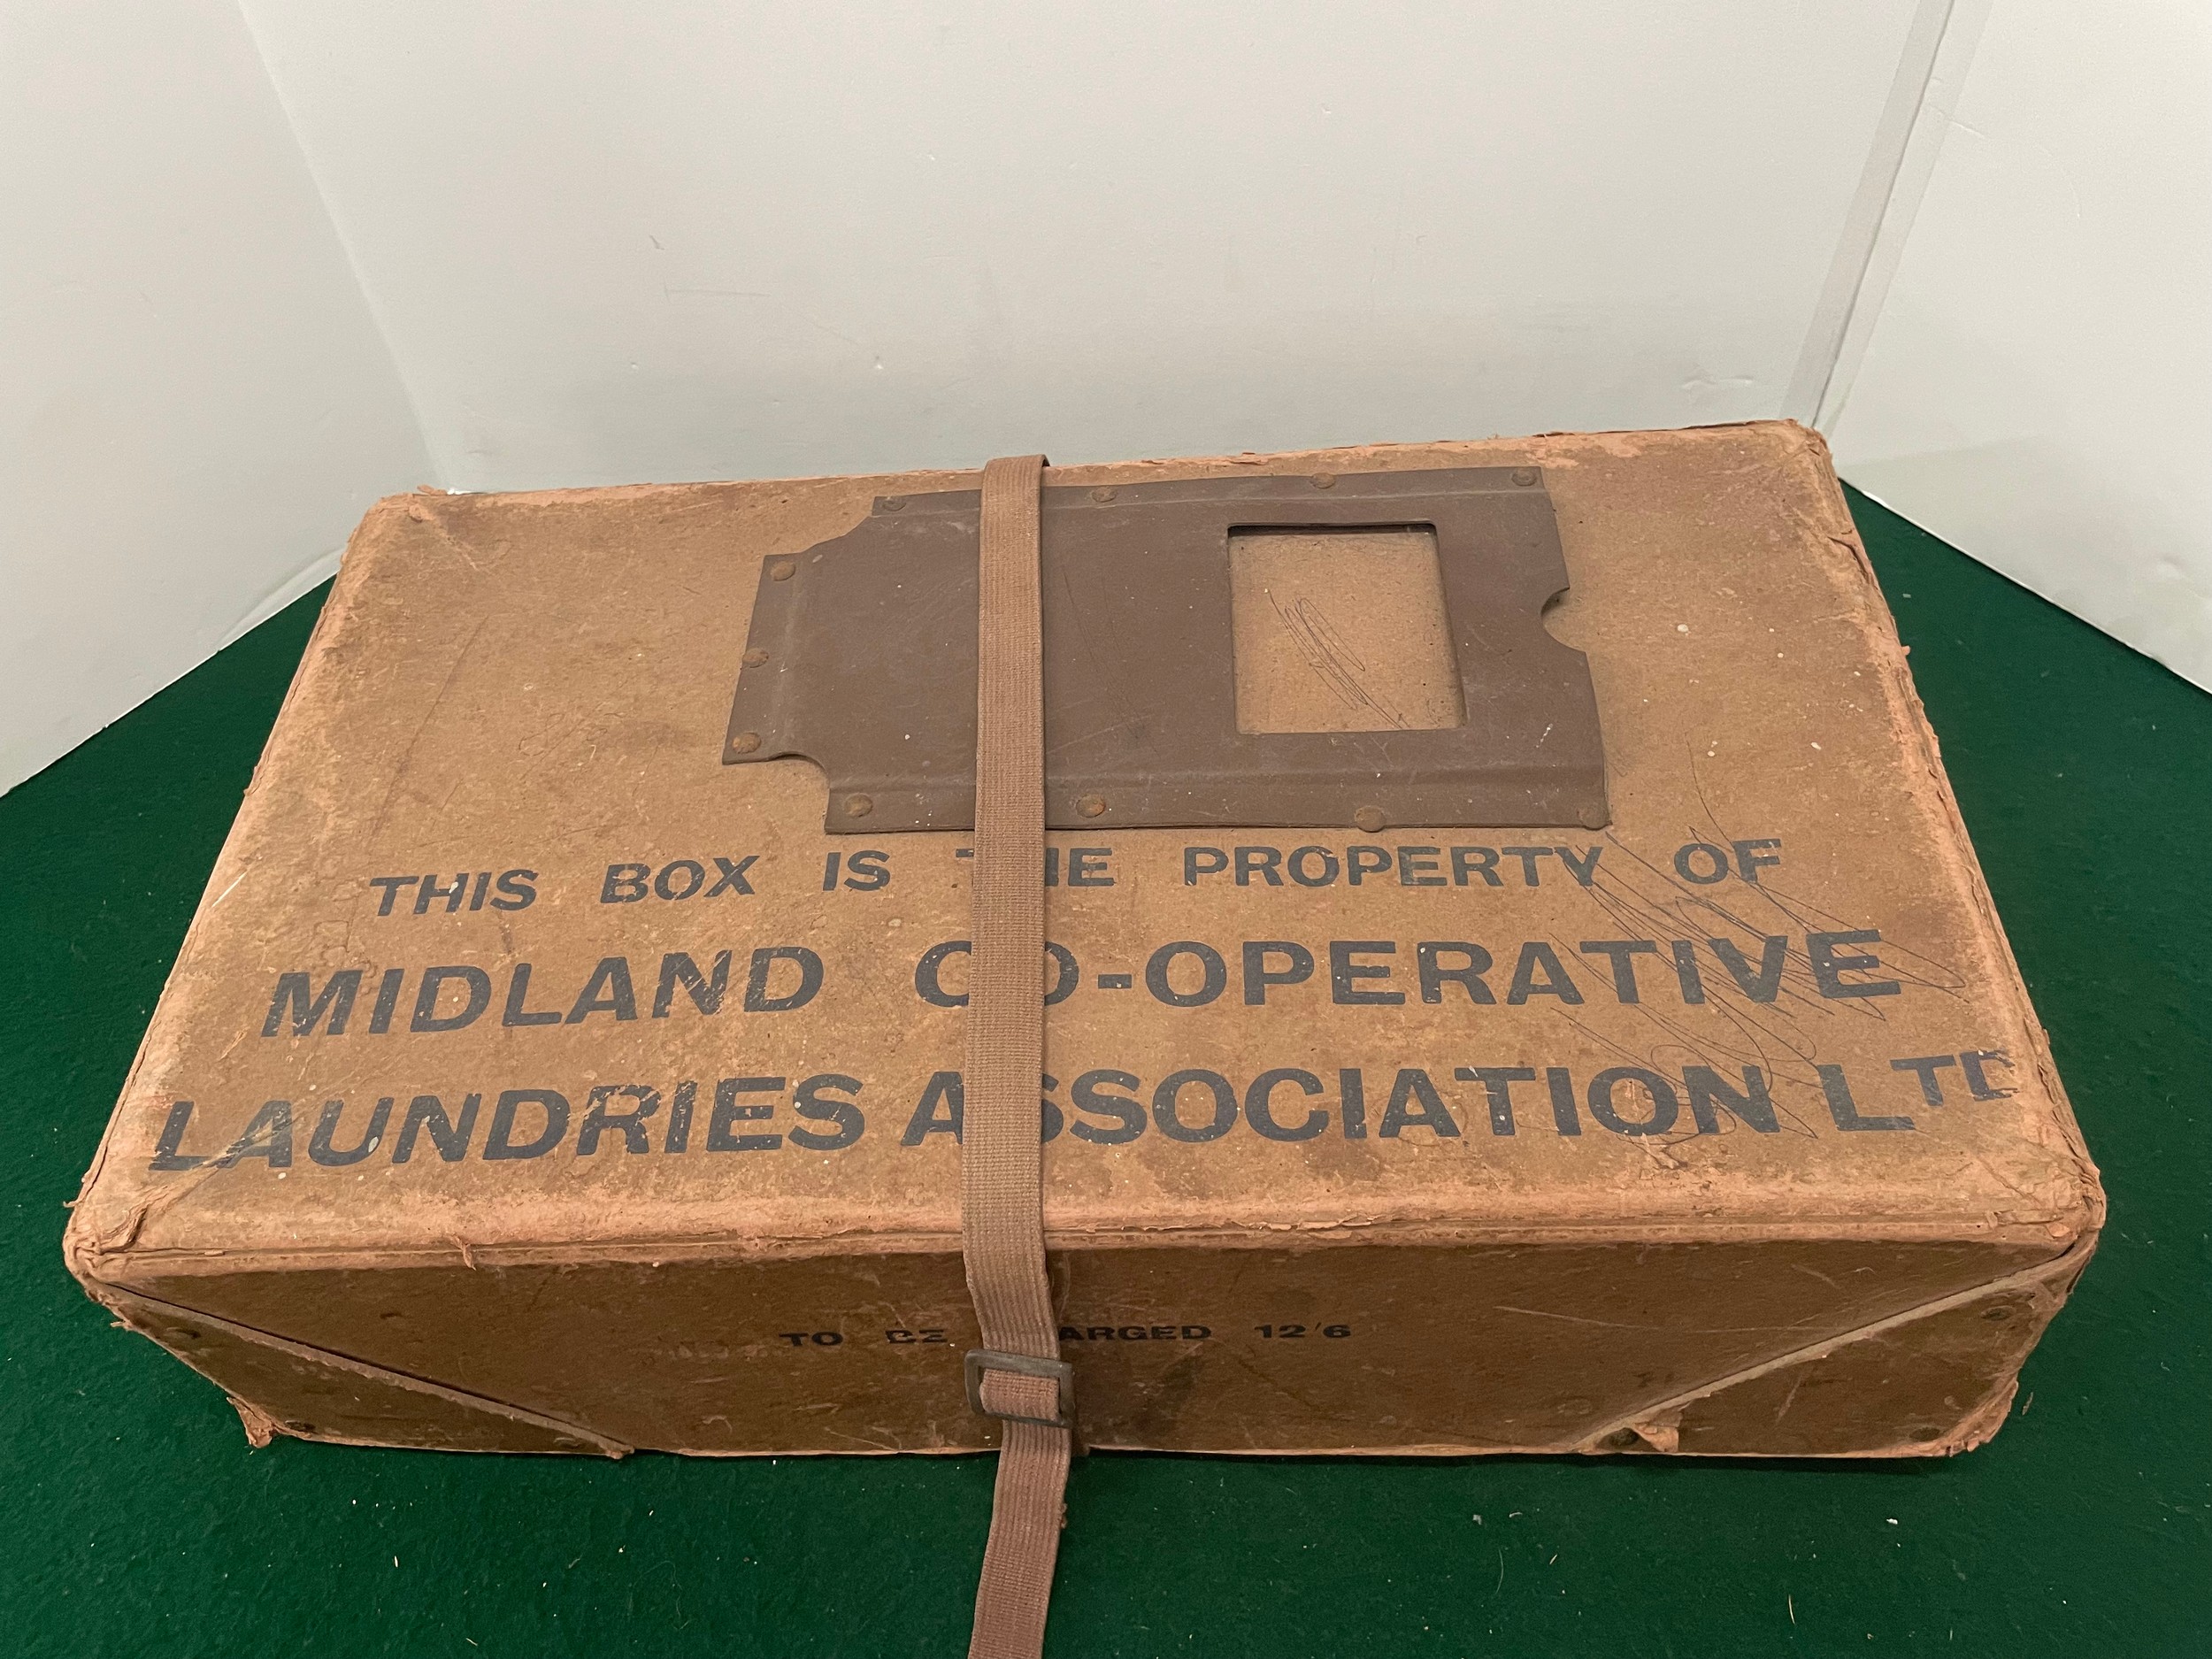 THIS BOX IS THE PROPERTY OF
MIDLAND CO-OPERATIVE
LAUNDRIES ASSOCIATION LTD
TO BE CHARGED 12/6